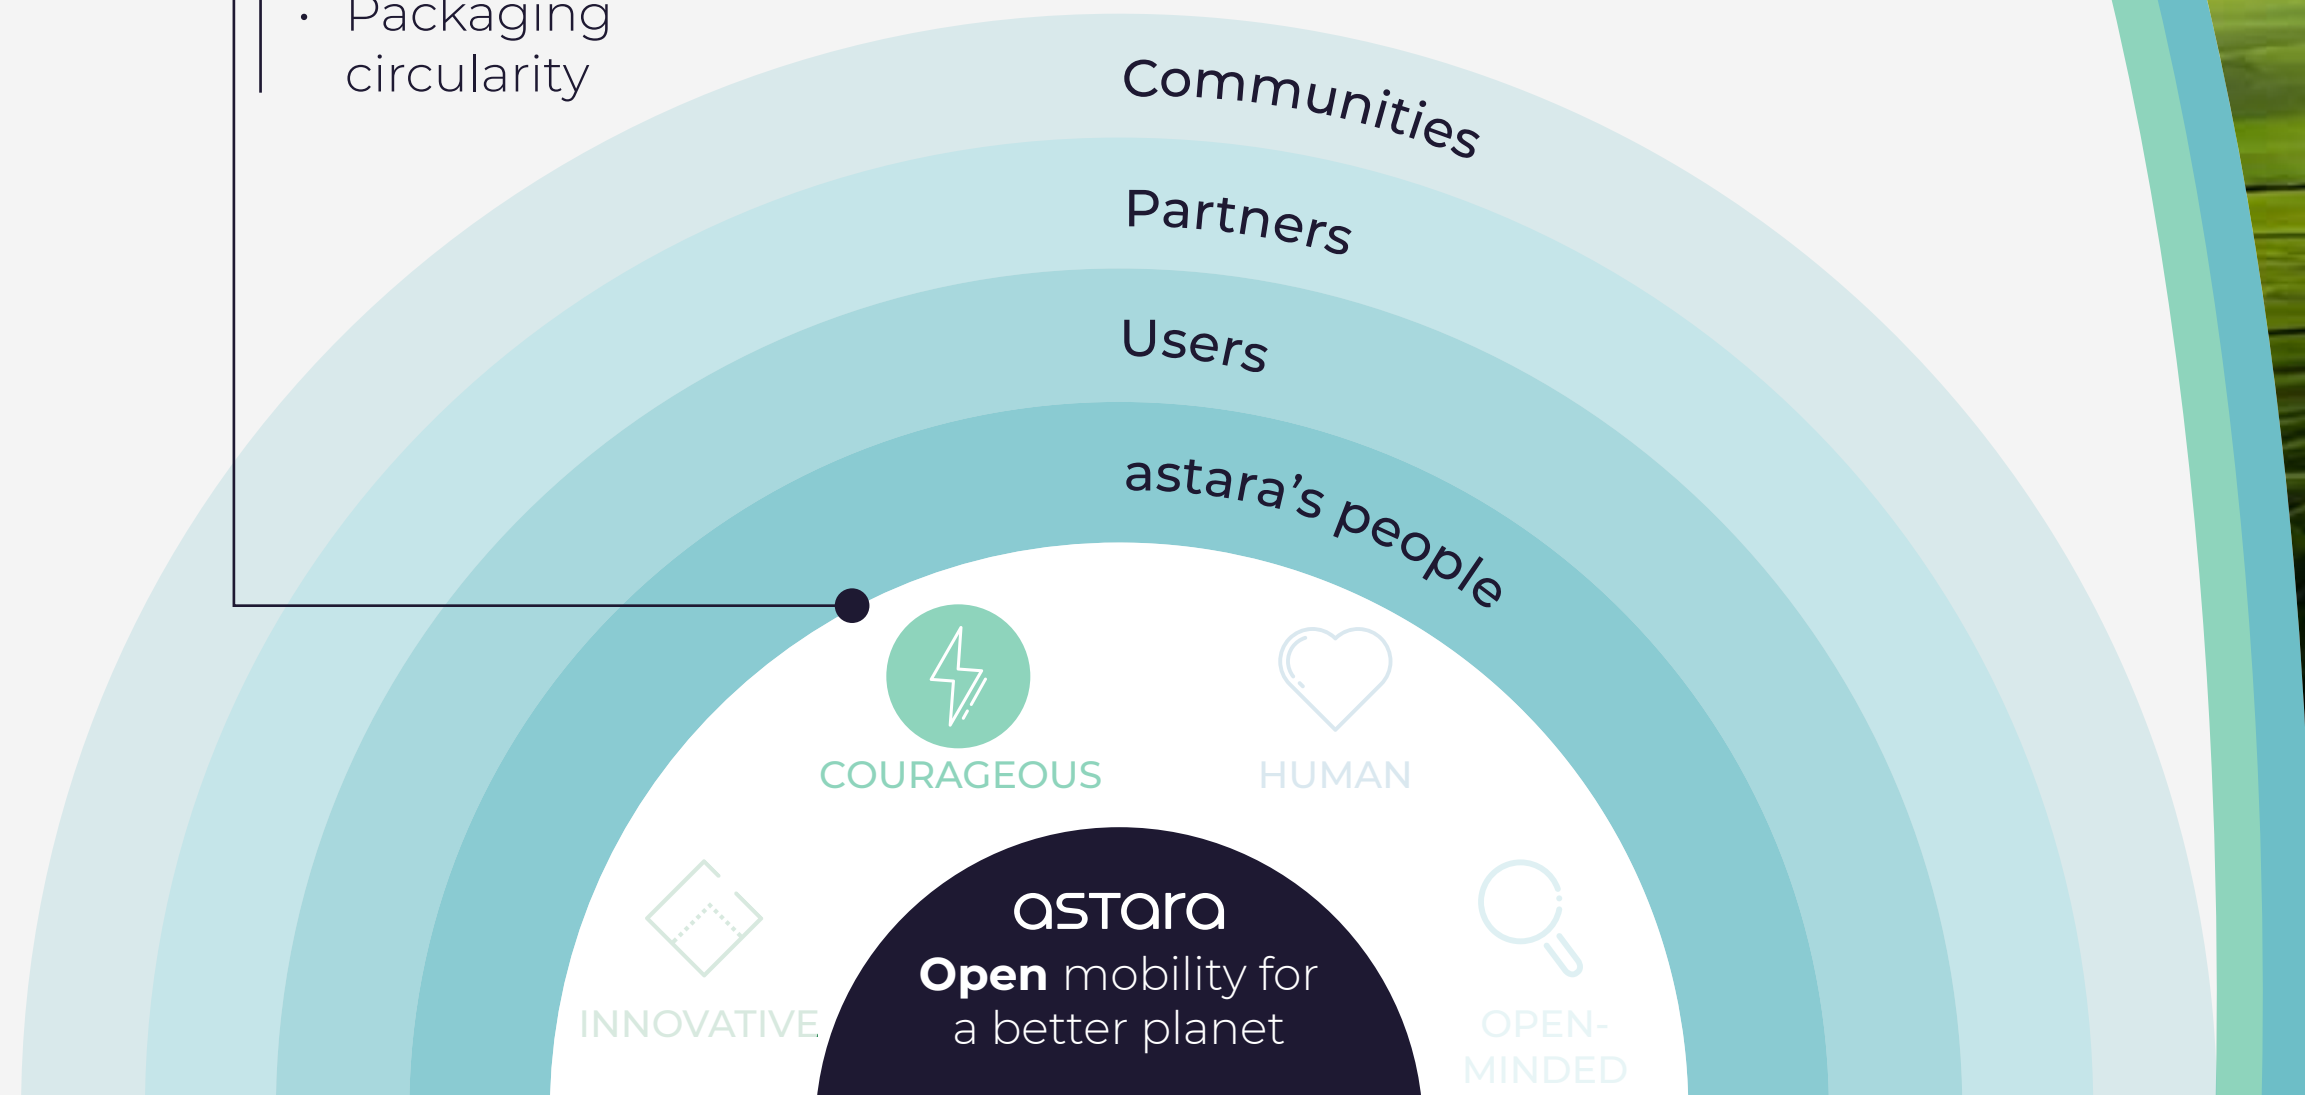 • Packaging
circularity
Communities
Partners
Users
astara’s people
COURAGEOUS
HUMAN
INNOVATIVE
astara
Open mobility for
a better planet
OPEN-
MINDED